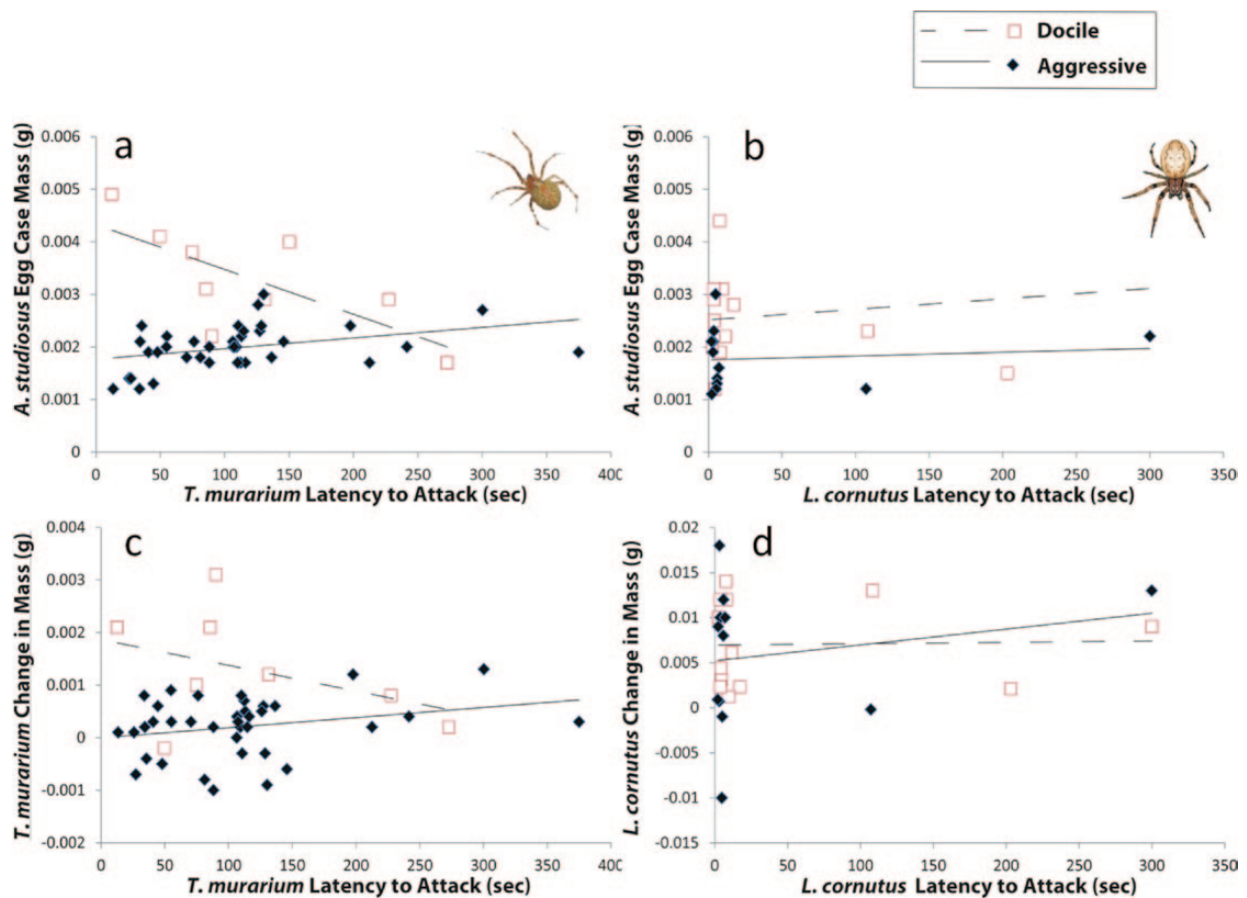 Docile
Aggressive
a
A. studiosus Egg Case Mass (g)
0.006
0.005
0.004
0.003
0.002
0.001
0
0 50 100 150 200 250 300 350 400
T. murarium Latency to Attack (sec)
b
A. studiosus Egg Case Mass (g)
0.006
0.005
0.004
0.003
0.002
0.001
0
0 50 100 150 200 250 300 350
L. cornutus Latency to Attack (sec)
c
T. murarium Change in Mass (g)
0.004
0.003
0.002
0.001
0
-0.001
-0.002
0 50 100 150 200 250 300 350 400
T. murarium Latency to Attack (sec)
d
L. cornutus Change in Mass (g)
0.02
0.015
0.01
0.005
0
-0.005
-0.01
-0.015
0 50 100 150 200 250 300 350
L. cornutus Latency to Attack (sec)